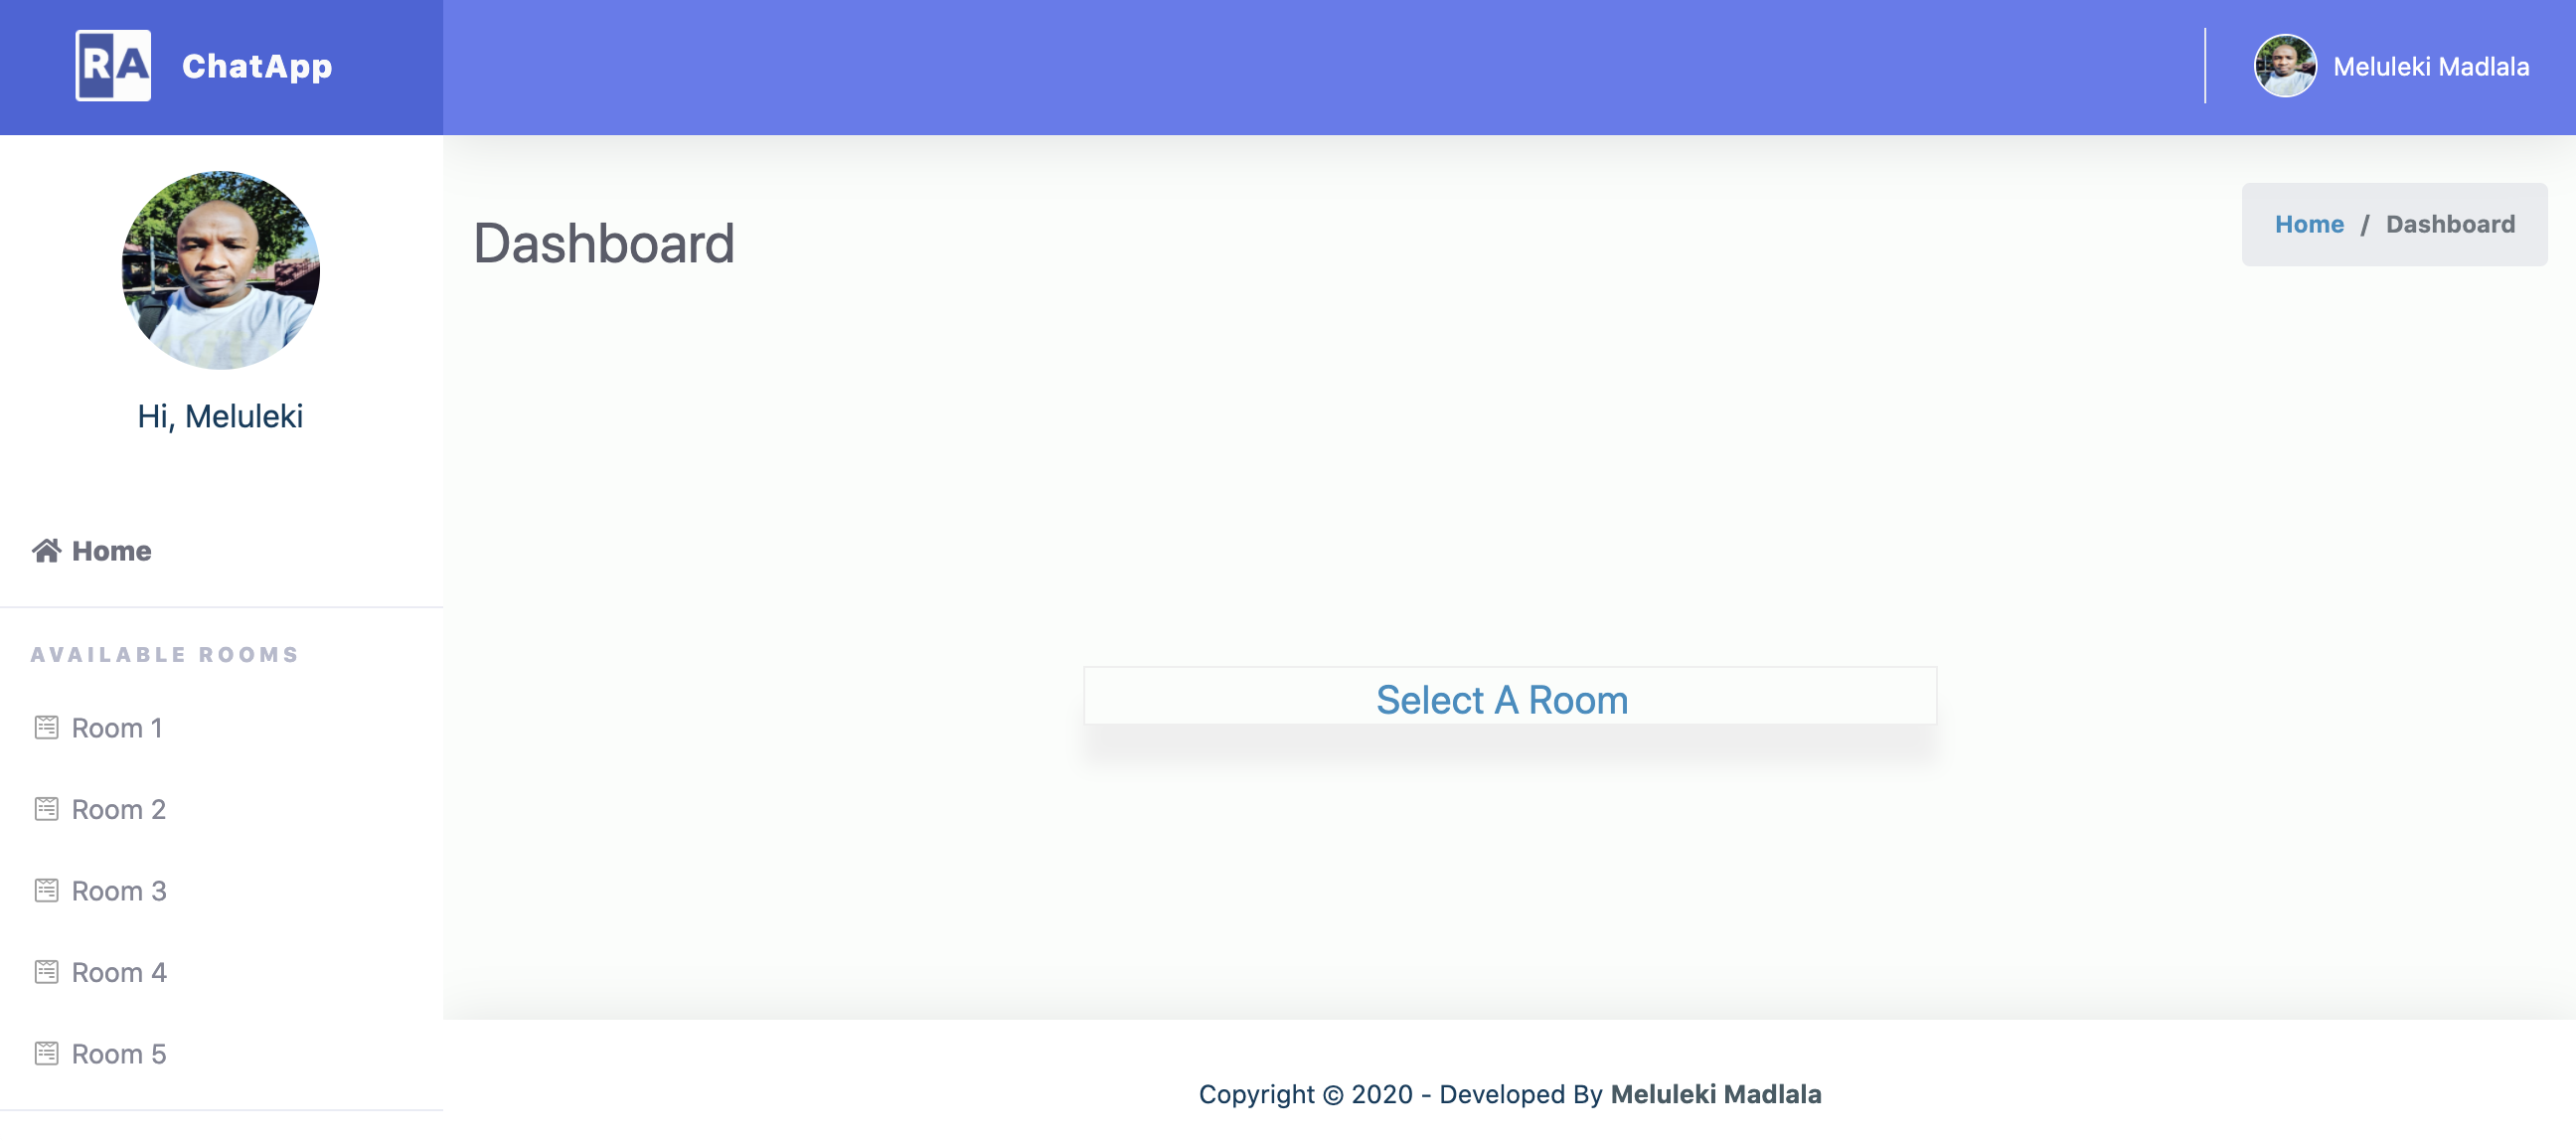 RA ChatApp
Meluleki Madlala
Hi, Meluleki
Home
AVAILABLE ROOMS
Room 1
Room 2
Room 3
Room 4
Room 5
Dashboard
Home / Dashboard
Select A Room
Copyright © 2020 - Developed By Meluleki Madlala